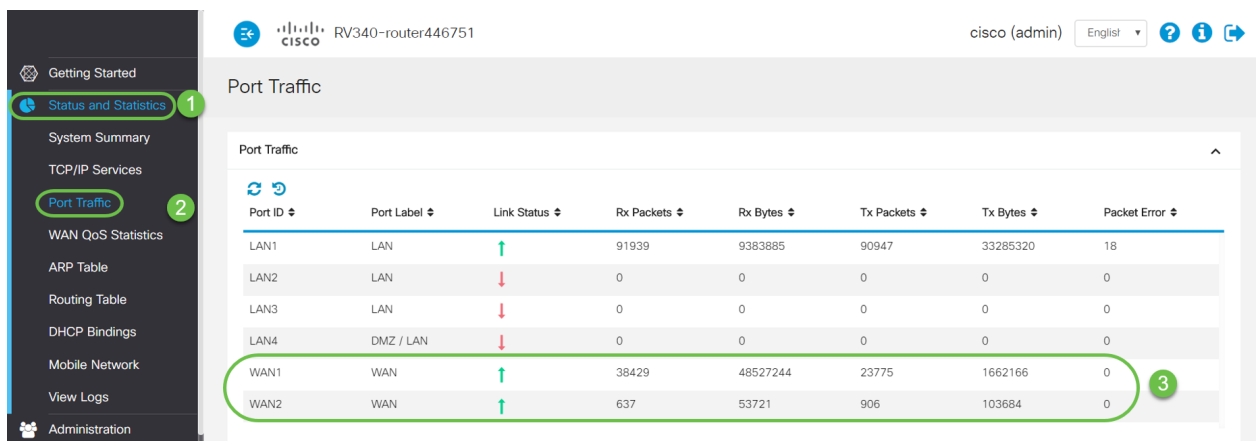 CISCO RV340-router446751 cisco (admin) English
Getting Started
Status and Statistics 1
System Summary
TCP/IP Services
Port Traffic 2
WAN QoS Statistics
ARP Table
Routing Table
DHCP Bindings
Mobile Network
View Logs
Administration
Port Traffic
Port Traffic
Port ID Port Label Link Status Rx Packets Rx Bytes Tx Packets Tx Bytes Packet Error
LAN1 LAN 91939 9383885 90947 33285320 18
LAN2 LAN 0 0 0 0 0
LAN3 LAN 0 0 0 0 0
LAN4 DMZ / LAN 0 0 0 0 0
WAN1 WAN 38429 48527244 23775 1662166 0
WAN2 WAN 637 53721 906 103684 0
3